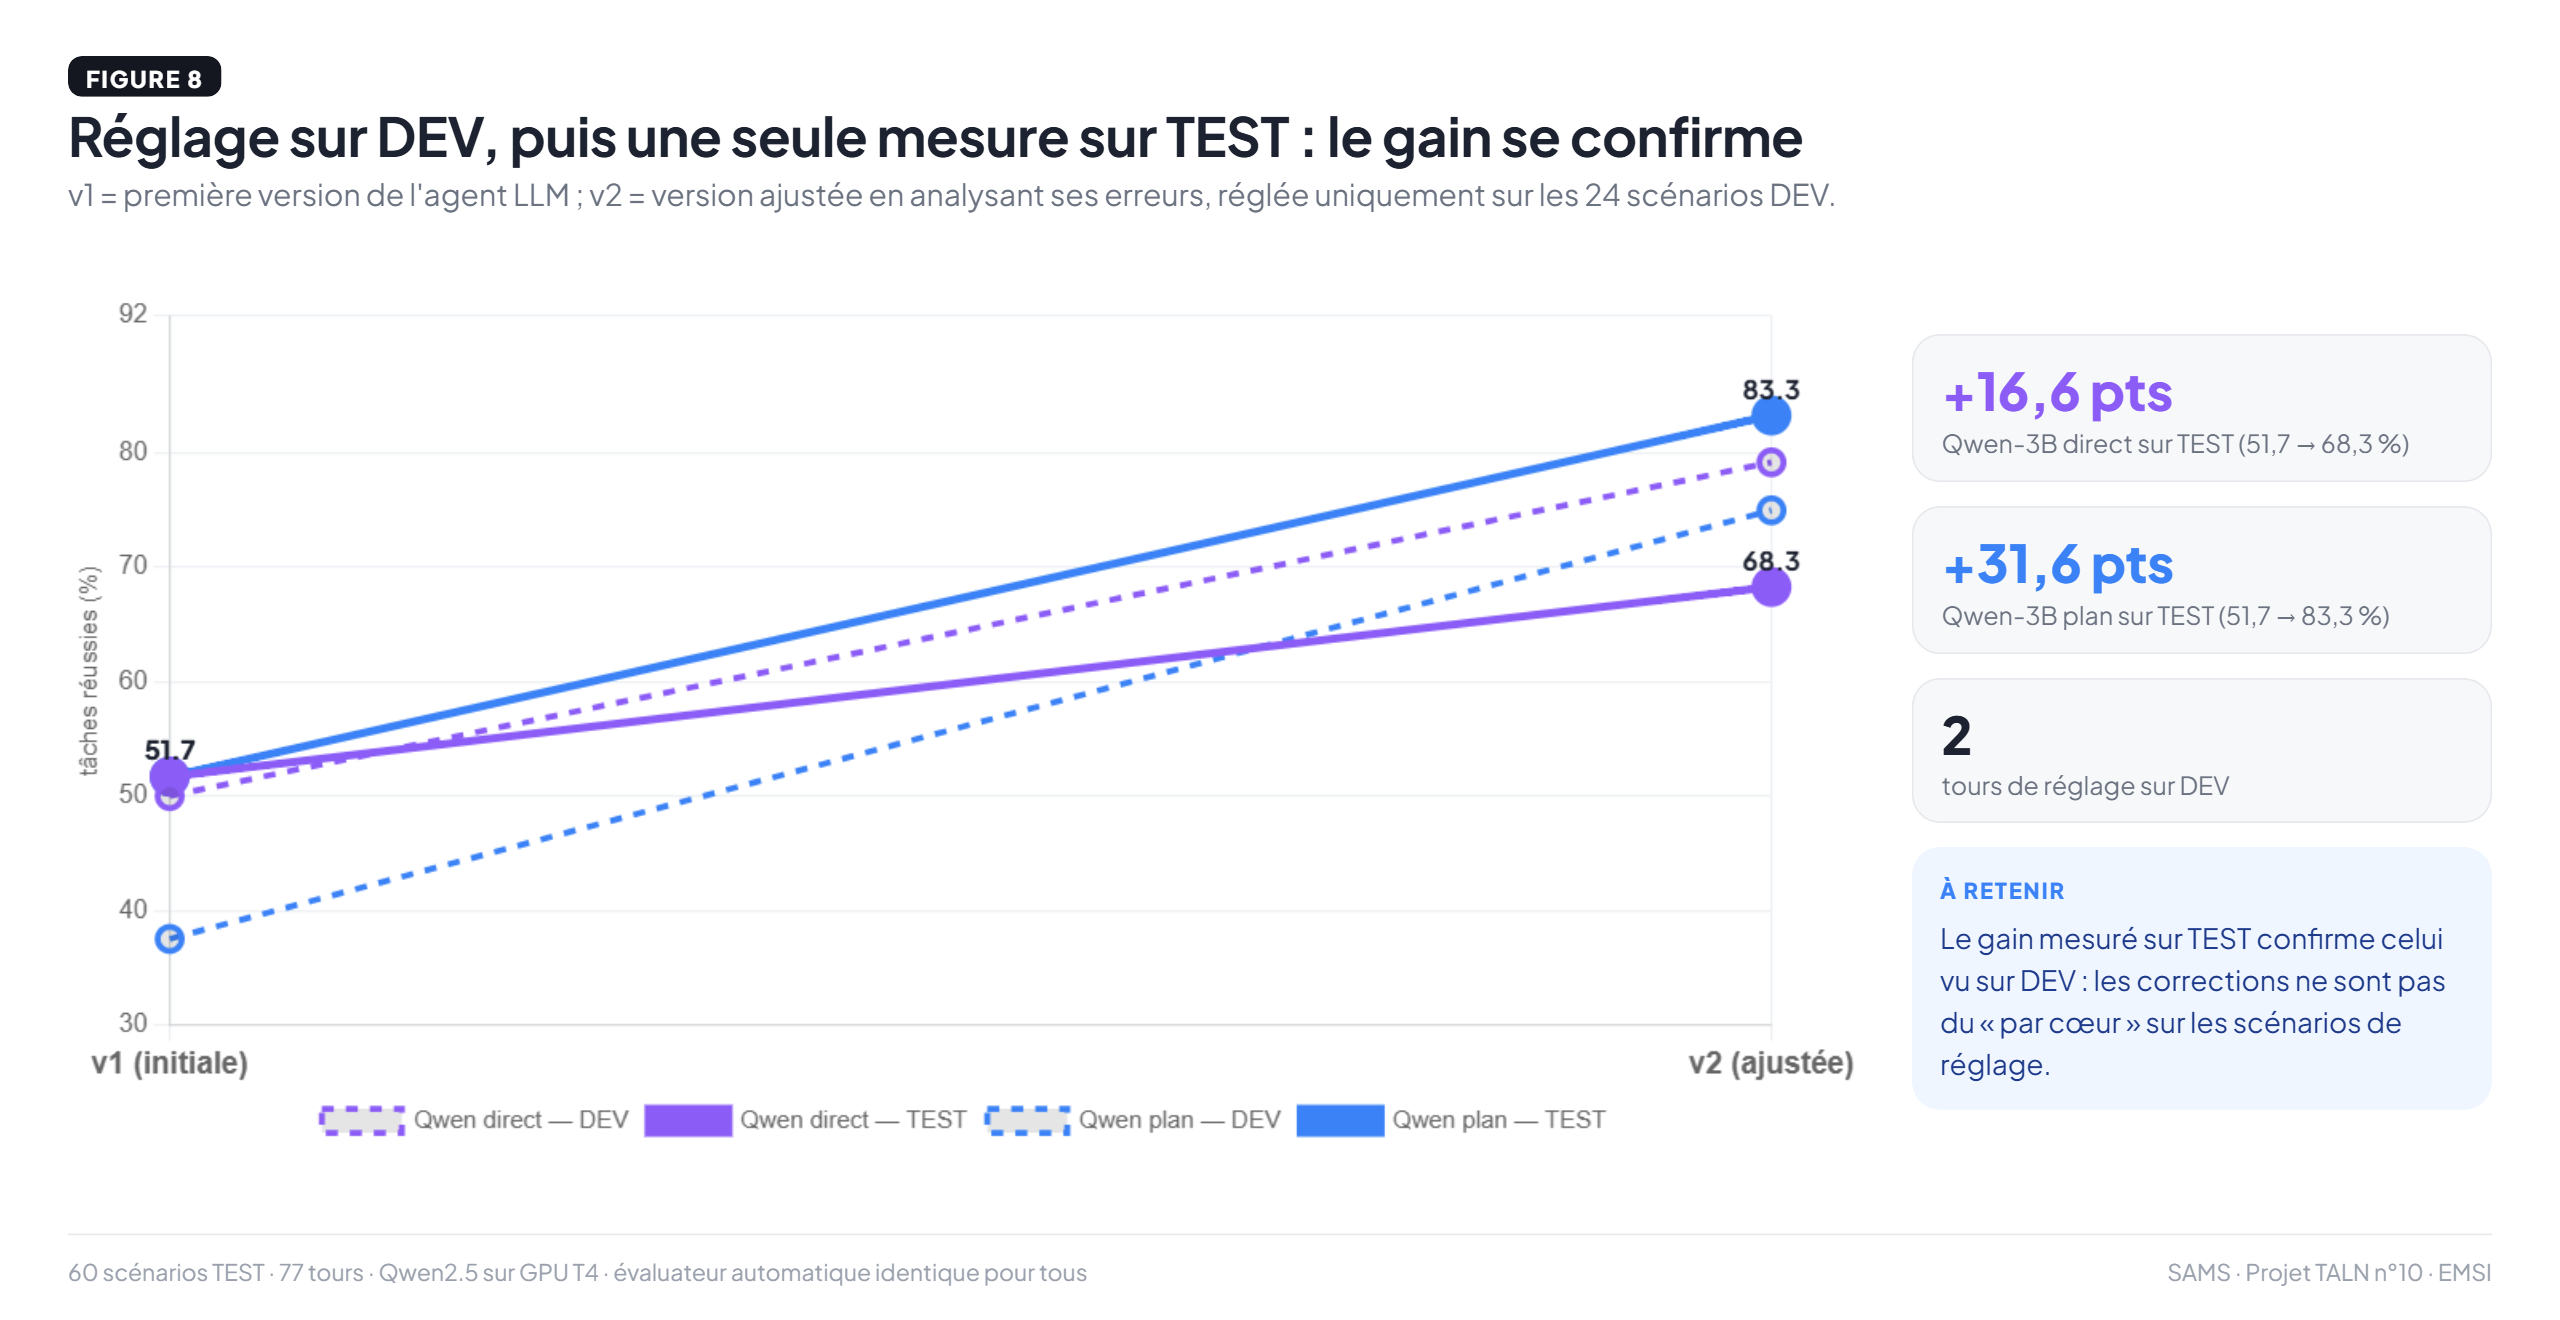 FIGURE 8
Réglage sur DEV, puis une seule mesure sur TEST : le gain se confirme
v1 = première version de l'agent LLM ; v2 = version ajustée en analysant ses erreurs, réglée uniquement sur les 24 scénarios DEV.
tâches réussies (%)
92
80
70
60
50
40
30
51.7
83.3
68.3
v1 (initiale)
v2 (ajustée)
Qwen direct — DEV
Qwen direct — TEST
Qwen plan — DEV
Qwen plan — TEST
+16,6 pts
Qwen-3B direct sur TEST (51,7 → 68,3 %)
+31,6 pts
Qwen-3B plan sur TEST (51,7 → 83,3 %)
2
tours de réglage sur DEV
À RETENIR
Le gain mesuré sur TEST confirme celui
vu sur DEV : les corrections ne sont pas
du « par cœur » sur les scénarios de
réglage.
60 scénarios TEST · 77 tours · Qwen2.5 sur GPU T4 · évaluateur automatique identique pour tous
SAMS · Projet TALN n°10 · EMSI